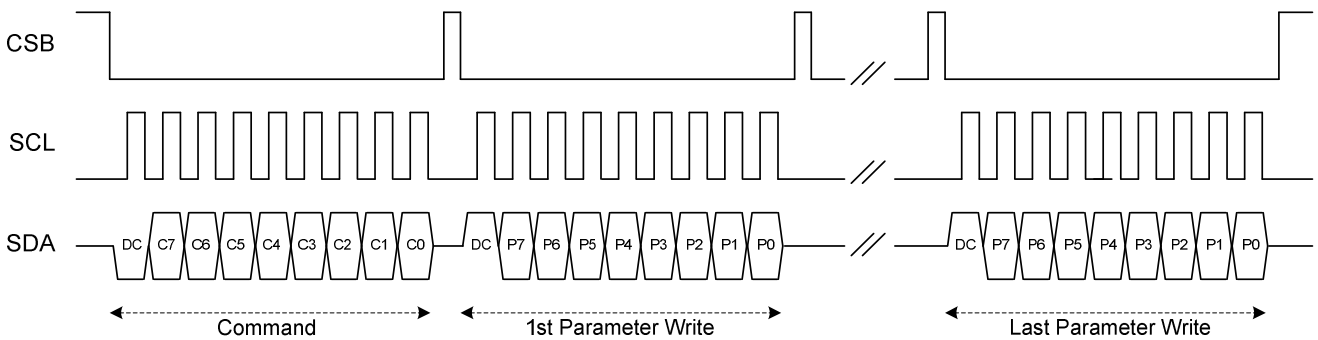 CSB
SCL
SDA DC C7 C6 C5 C4 C3 C2 C1 C0 DC P7 P6 P5 P4 P3 P2 P1 P0 DC P7 P6 P5 P4 P3 P2 P1 P0
Command 1st Parameter Write Last Parameter Write